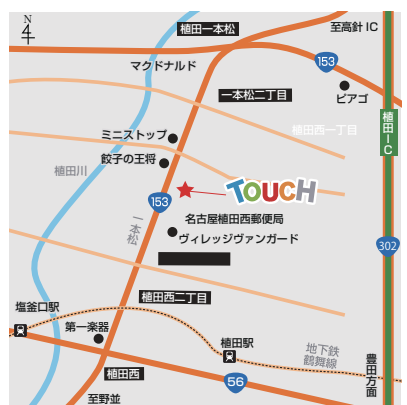 N
4
植田一本松
至高針IC
マクドナルド
153
一本松二丁目
ピアゴ
植田IC
ミニストップ
植田西一丁目
餃子の王将
植田川
TOUCH
153
一本松
名古屋植田西郵便局
ヴィレッジヴァンガード
302
植田西二丁目
塩釜口駅
第一楽器
植田駅
地下鉄
鶴舞線
豊田方面
植田西
56
至野並